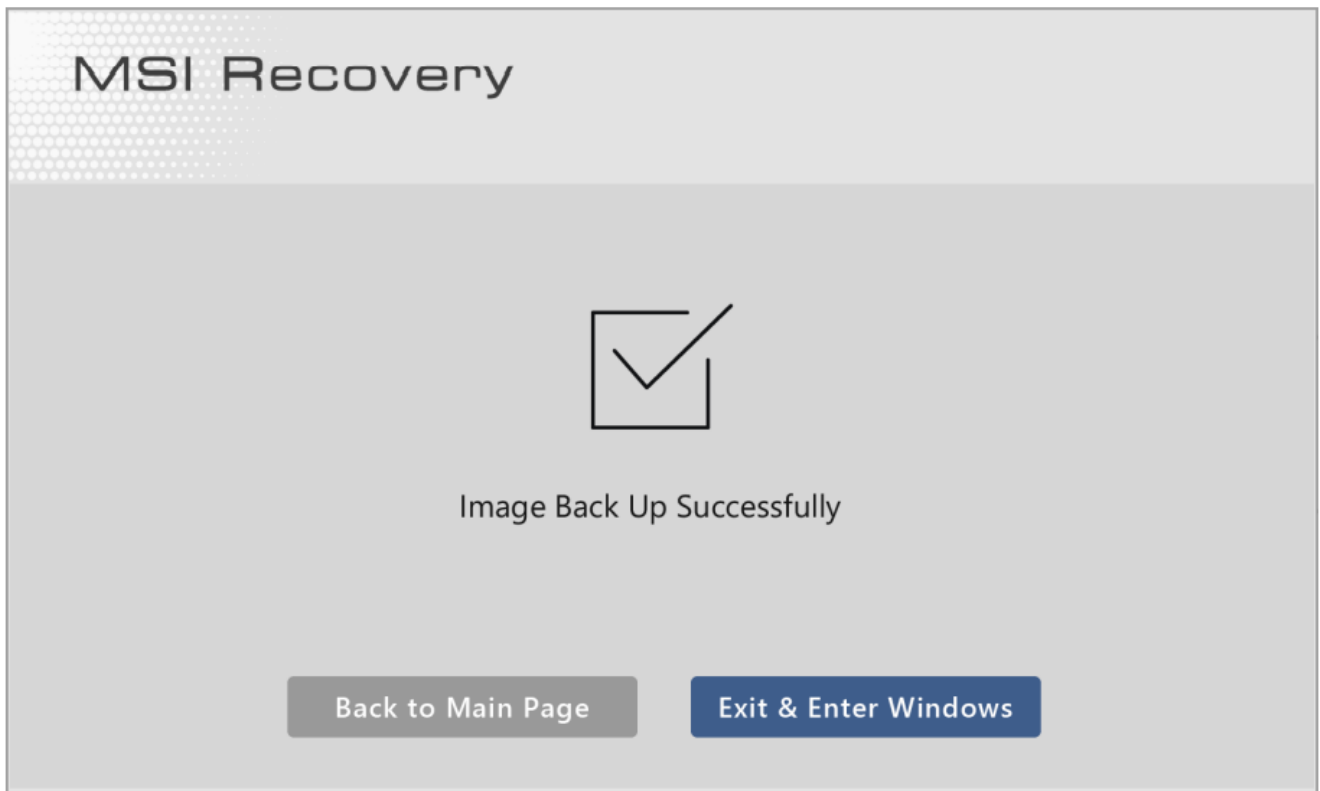 MSI Recovery
Image Back Up Successfully
Back to Main Page
Exit & Enter Windows